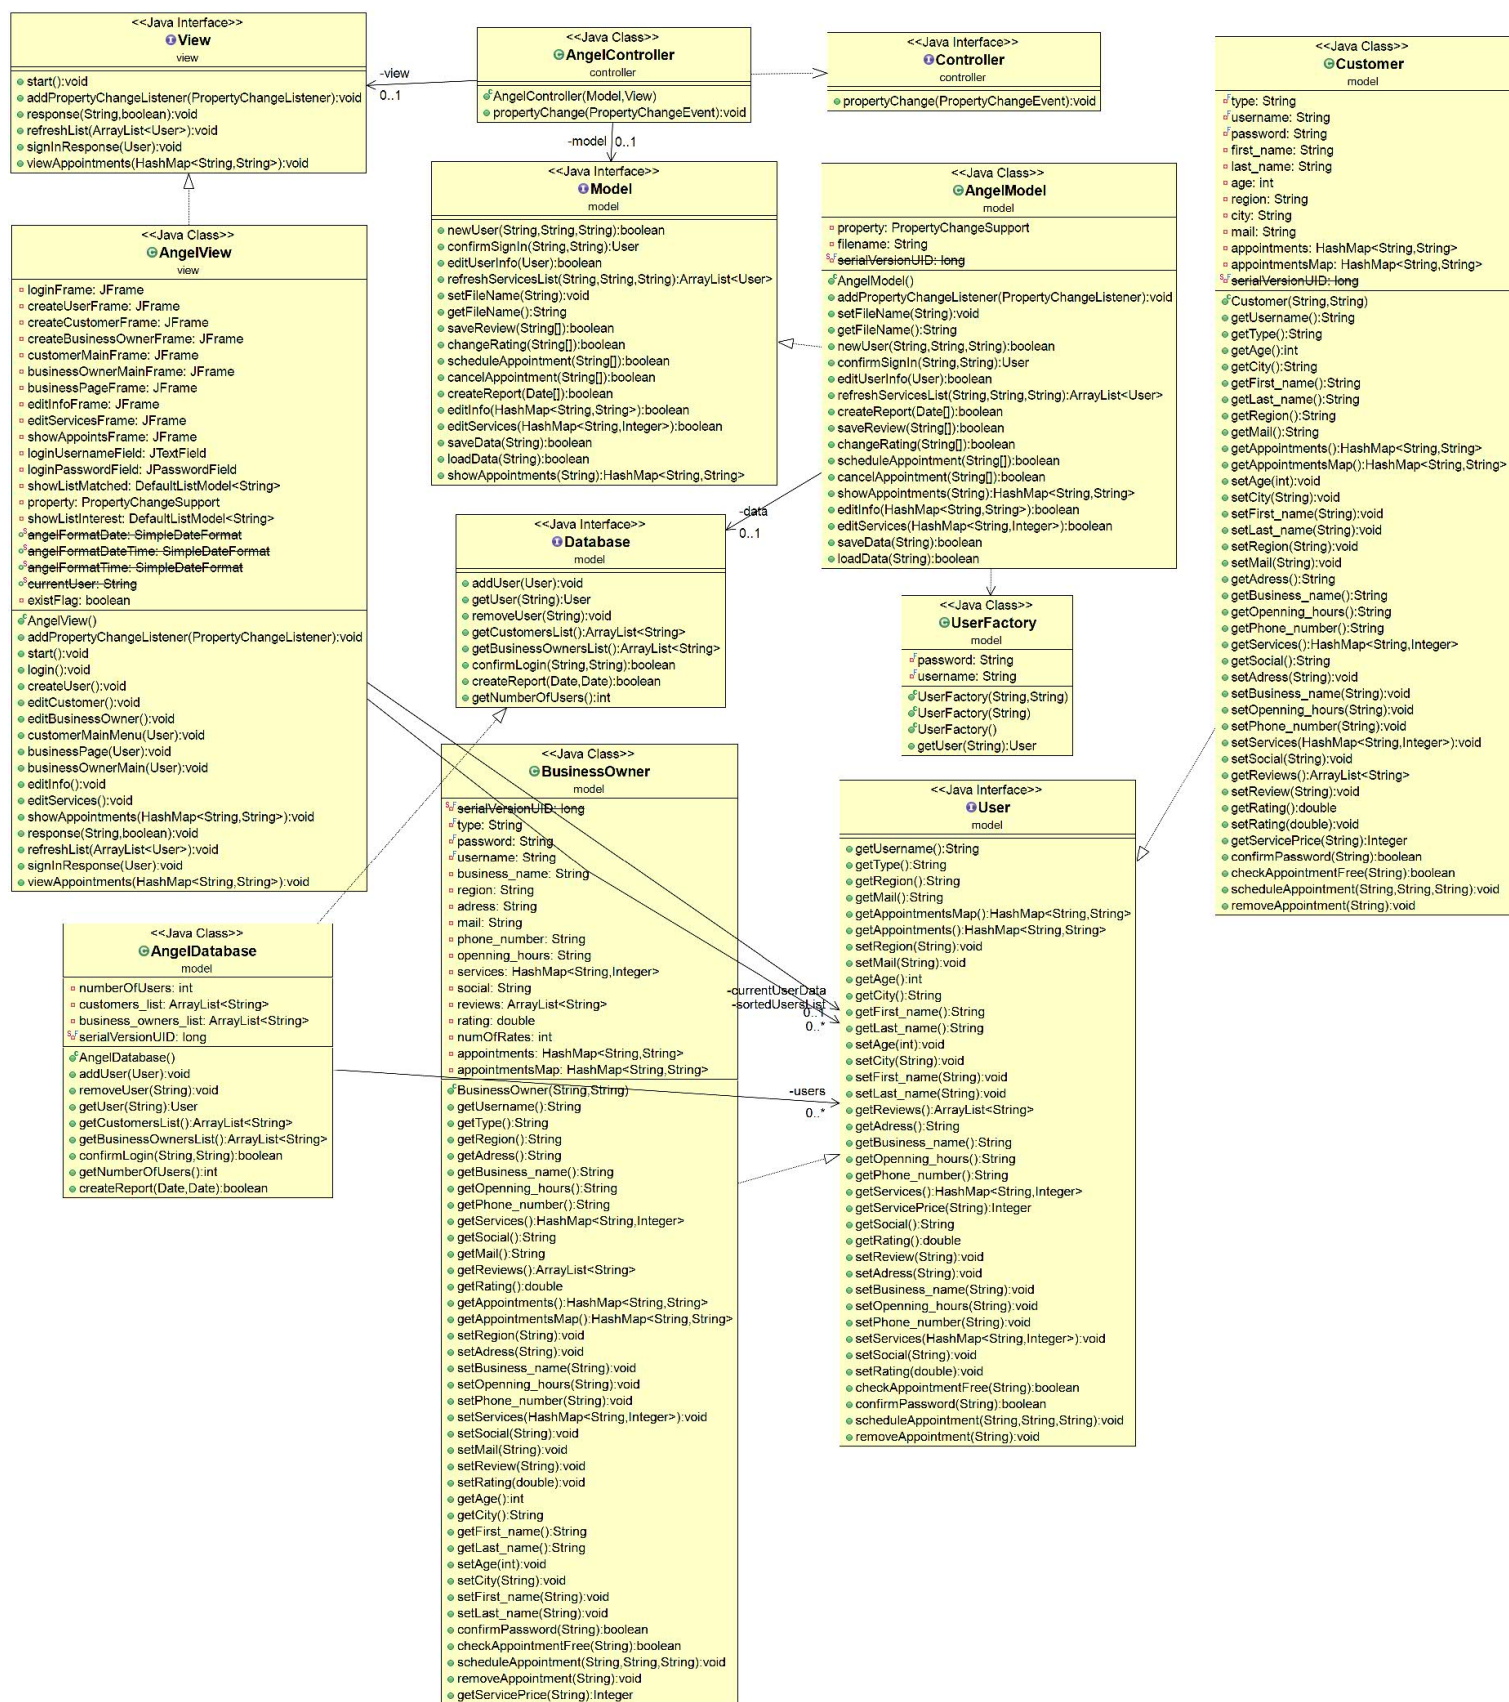 <<Java Interface>>
View
view
start():void
addPropertyChangeListener(PropertyChangeListener):void
response(String,boolean):void
refreshList(ArrayList<User>):void
signInResponse(User):void
viewAppointments(HashMap<String,String>):void
-view
0..1
<<Java Class>>
AngelController
controller
AngelController(Model,View)
propertyChange(PropertyChangeEvent):void
-model
0..1
<<Java Interface>>
Controller
controller
propertyChange(PropertyChangeEvent):void
<<Java Class>>
Customer
model
type: String
username: String
password: String
first_name: String
last_name: String
age: int
region: String
city: String
mail: String
appointments: HashMap<String,String>
appointmentsMap: HashMap<String,String>
serialVersionUID: long
Customer(String,String)
getUsername():String
getType():String
getAge():int
getCity():String
getFirst_name():String
getLast_name():String
getRegion():String
getMail():String
getAppointments():HashMap<String,String>
getAppointmentsMap():HashMap<String,String>
setAge(int):void
setCity(String):void
setFirst_name(String):void
setLast_name(String):void
setRegion(String):void
setMail(String):void
getAdress():String
getBusiness_name():String
getOpenning_hours():String
getPhone_number():String
getServices():HashMap<String,Integer>
getSocial():String
setAdress(String):void
setBusiness_name(String):void
setOpenning_hours(String):void
setPhone_number(String):void
setServices(HashMap<String,Integer>):void
setSocial(String):void
getReviews():ArrayList<String>
setReview(String):void
getRating():double
setRating(double):void
getServicePrice(String):Integer
confirmPassword(String):boolean
checkAppointmentFree(String):boolean
scheduleAppointment(String,String,String):void
removeAppointment(String):void
<<Java Interface>>
Model
model
newUser(String,String,String):boolean
confirmSignIn(String,String):User
editUserInfo(User):boolean
refreshServicesList(String,String,String):ArrayList<User>
setFileName(String):void
getFileName():String
saveReview(String[]):boolean
changeRating(String[]):boolean
scheduleAppointment(String[]):boolean
cancelAppointment(String[]):boolean
createReport(Date[]):boolean
editInfo(HashMap<String,String>):boolean
editServices(HashMap<String,Integer>):boolean
saveData(String):boolean
loadData(String):boolean
showAppointments(String):HashMap<String,String>
<<Java Class>>
AngelModel
model
property: PropertyChangeSupport
filename: String
serialVersionUID: long
AngelModel()
addPropertyChangeListener(PropertyChangeListener):void
setFileName(String):void
getFileName():String
newUser(String,String,String):boolean
confirmSignIn(String,String):User
editUserInfo(User):boolean
refreshServicesList(String,String,String):ArrayList<User>
createReport(Date[]):boolean
saveReview(String[]):boolean
changeRating(String[]):boolean
scheduleAppointment(String[]):boolean
cancelAppointment(String[]):boolean
showAppointments(String):HashMap<String,String>
editInfo(HashMap<String,String>):boolean
editServices(HashMap<String,Integer>):boolean
saveData(String):boolean
loadData(String):boolean
-data
0..1
<<Java Class>>
AngelView
view
loginFrame: JFrame
createUserFrame: JFrame
createCustomerFrame: JFrame
createBusinessOwnerFrame: JFrame
customerMainFrame: JFrame
businessOwnerMainFrame: JFrame
businessPageFrame: JFrame
editInfoFrame: JFrame
editServicesFrame: JFrame
showAppointsFrame: JFrame
loginUsernameField: JTextField
loginPasswordField: JPasswordField
showListMatched: DefaultListModel<String>
property: PropertyChangeSupport
showListInterest: DefaultListModel<String>
angelFormatDate: SimpleDateFormat
angelFormatDateTime: SimpleDateFormat
angelFormatTime: SimpleDateFormat
currentUser: String
existFlag: boolean
AngelView()
addPropertyChangeListener(PropertyChangeListener):void
start():void
login():void
createUser():void
editCustomer():void
editBusinessOwner():void
customerMainMenu(User):void
businessPage(User):void
businessOwnerMain(User):void
editInfo():void
editServices():void
showAppointments(HashMap<String,String>):void
response(String,boolean):void
refreshList(ArrayList<User>):void
signInResponse(User):void
viewAppointments(HashMap<String,String>):void
<<Java Interface>>
Database
model
addUser(User):void
getUser(String):User
removeUser(String):void
getCustomersList():ArrayList<String>
getBusinessOwnersList():ArrayList<String>
confirmLogin(String,String):boolean
createReport(Date,Date):boolean
getNumberOfUsers():int
<<Java Class>>
UserFactory
model
password: String
username: String
UserFactory(String,String)
UserFactory(String)
UserFactory()
getUser(String):User
<<Java Class>>
BusinessOwner
model
serialVersionUID: long
type: String
password: String
username: String
business_name: String
region: String
adress: String
mail: String
phone_number: String
openning_hours: String
services: HashMap<String,Integer>
social: String
reviews: ArrayList<String>
rating: double
numOfRates: int
appointments: HashMap<String,String>
appointmentsMap: HashMap<String,String>
BusinessOwner(String,String)
getUsername():String
getType():String
getRegion():String
getAdress():String
getBusiness_name():String
getOpenning_hours():String
getPhone_number():String
getServices():HashMap<String,Integer>
getSocial():String
getMail():String
getReviews():ArrayList<String>
getRating():double
getAppointments():HashMap<String,String>
getAppointmentsMap():HashMap<String,String>
setRegion(String):void
setAdress(String):void
setBusiness_name(String):void
setOpenning_hours(String):void
setPhone_number(String):void
setServices(HashMap<String,Integer>):void
setSocial(String):void
setMail(String):void
setReview(String):void
setRating(double):void
getAge():int
getCity():String
getFirst_name():String
getLast_name():String
setAge(int):void
setCity(String):void
setFirst_name(String):void
setLast_name(String):void
confirmPassword(String):boolean
checkAppointmentFree(String):boolean
scheduleAppointment(String,String,String):void
removeAppointment(String):void
getServicePrice(String):Integer
<<Java Interface>>
User
model
getUsername():String
getType():String
getRegion():String
getMail():String
getAppointmentsMap():HashMap<String,String>
getAppointments():HashMap<String,String>
setRegion(String):void
setMail(String):void
getAge():int
getCity():String
getFirst_name():String
getLast_name():String
setAge(int):void
setCity(String):void
setFirst_name(String):void
setLast_name(String):void
getReviews():ArrayList<String>
getAdress():String
getBusiness_name():String
getOpenning_hours():String
getPhone_number():String
getServices():HashMap<String,Integer>
getServicePrice(String):Integer
getSocial():String
getRating():double
setReview(String):void
setAdress(String):void
setBusiness_name(String):void
setOpenning_hours(String):void
setPhone_number(String):void
setServices(HashMap<String,Integer>):void
setSocial(String):void
setRating(double):void
checkAppointmentFree(String):boolean
confirmPassword(String):boolean
scheduleAppointment(String,String,String):void
removeAppointment(String):void
-currentUserData
-sortedUsersList
0..1
0..*
-users
0..*
<<Java Class>>
AngelDatabase
model
numberOfUsers: int
customers_list: ArrayList<String>
business_owners_list: ArrayList<String>
serialVersionUID: long
AngelDatabase()
addUser(User):void
removeUser(String):void
getUser(String):User
getCustomersList():ArrayList<String>
getBusinessOwnersList():ArrayList<String>
confirmLogin(String,String):boolean
getNumberOfUsers():int
createReport(Date,Date):boolean